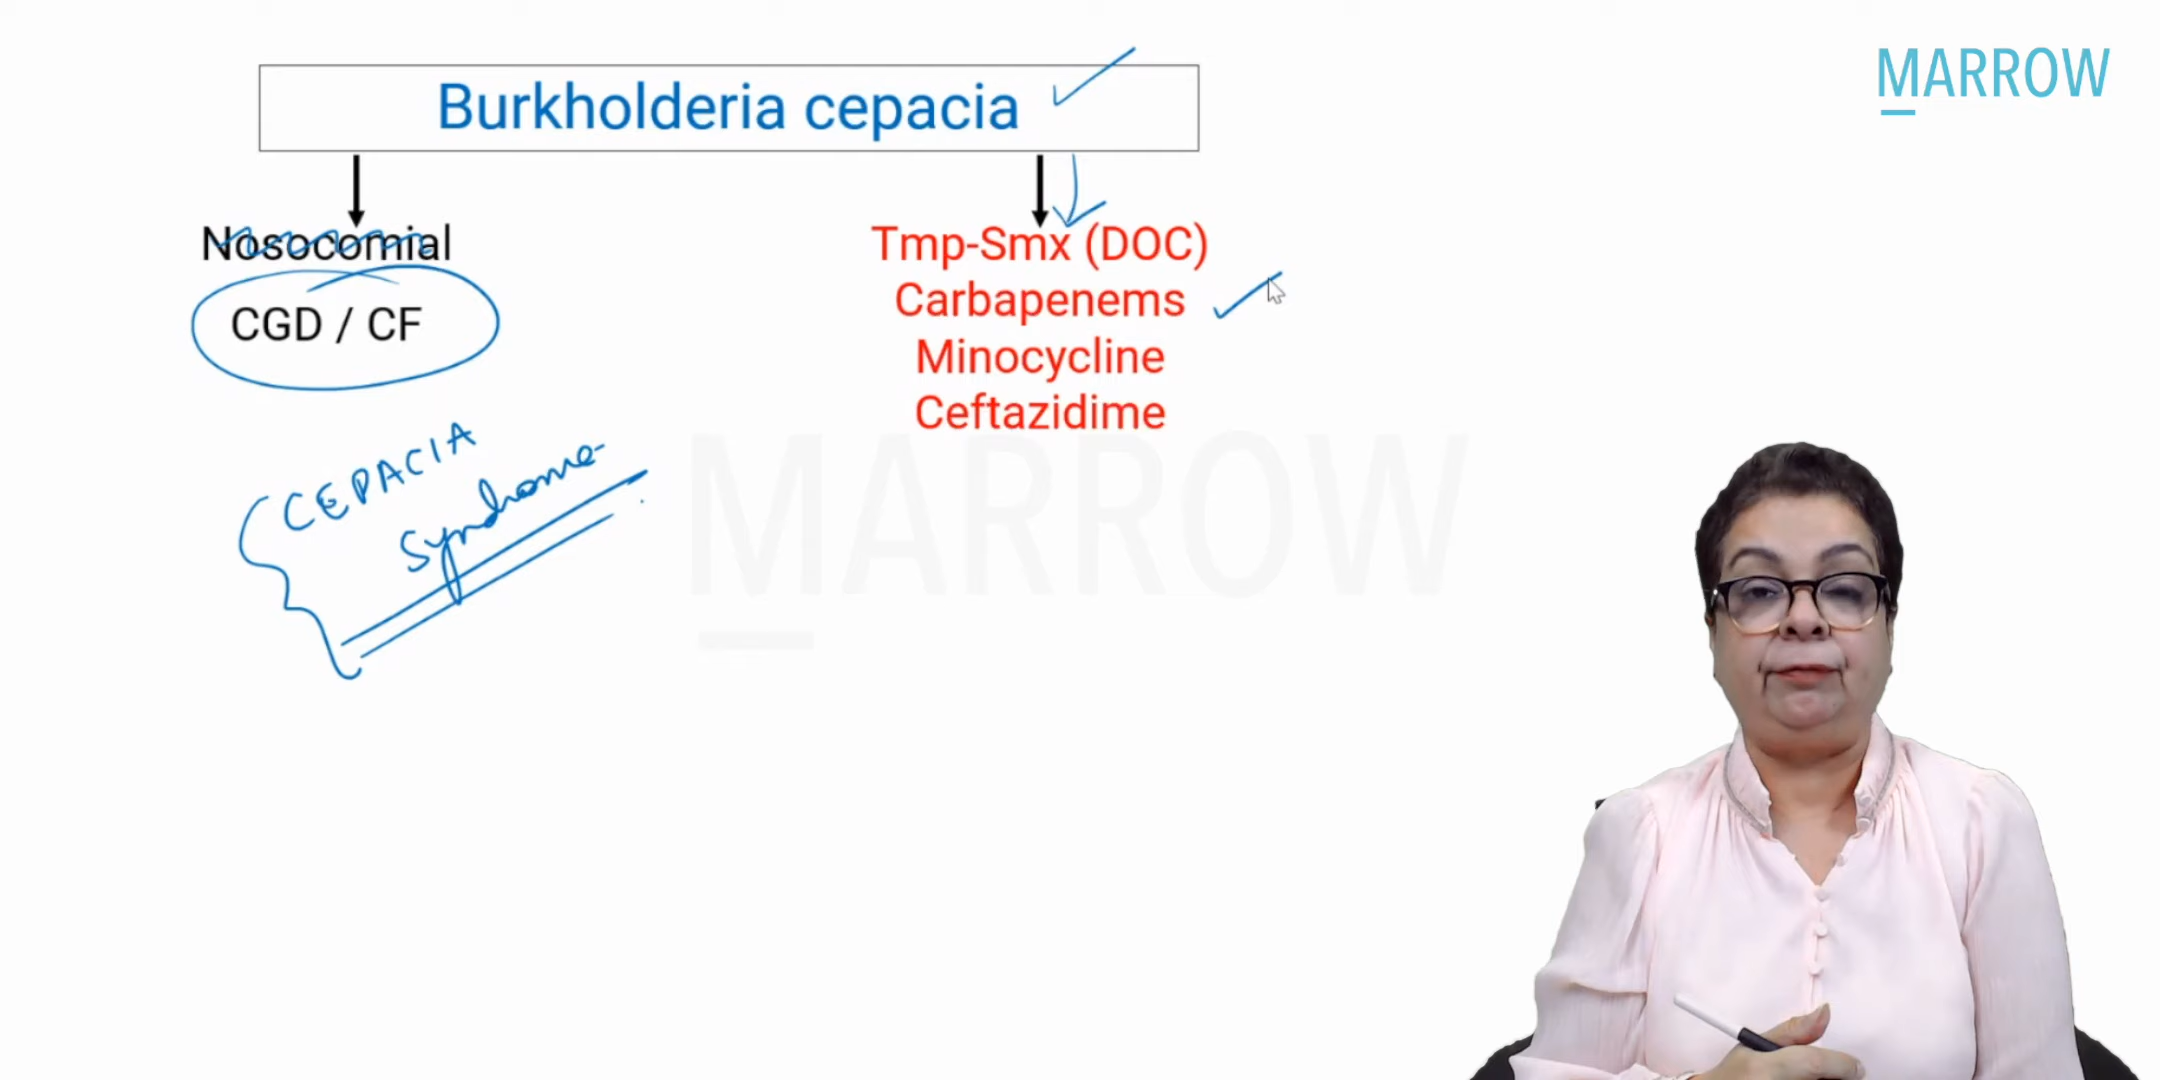 MARROW
Burkholderia cepacia
Nosocomial
CGD / CF
CEPACIA
Syndrome
Tmp-Smx (DOC)
Carbapenems
Minocycline
Ceftazidime
MARROW